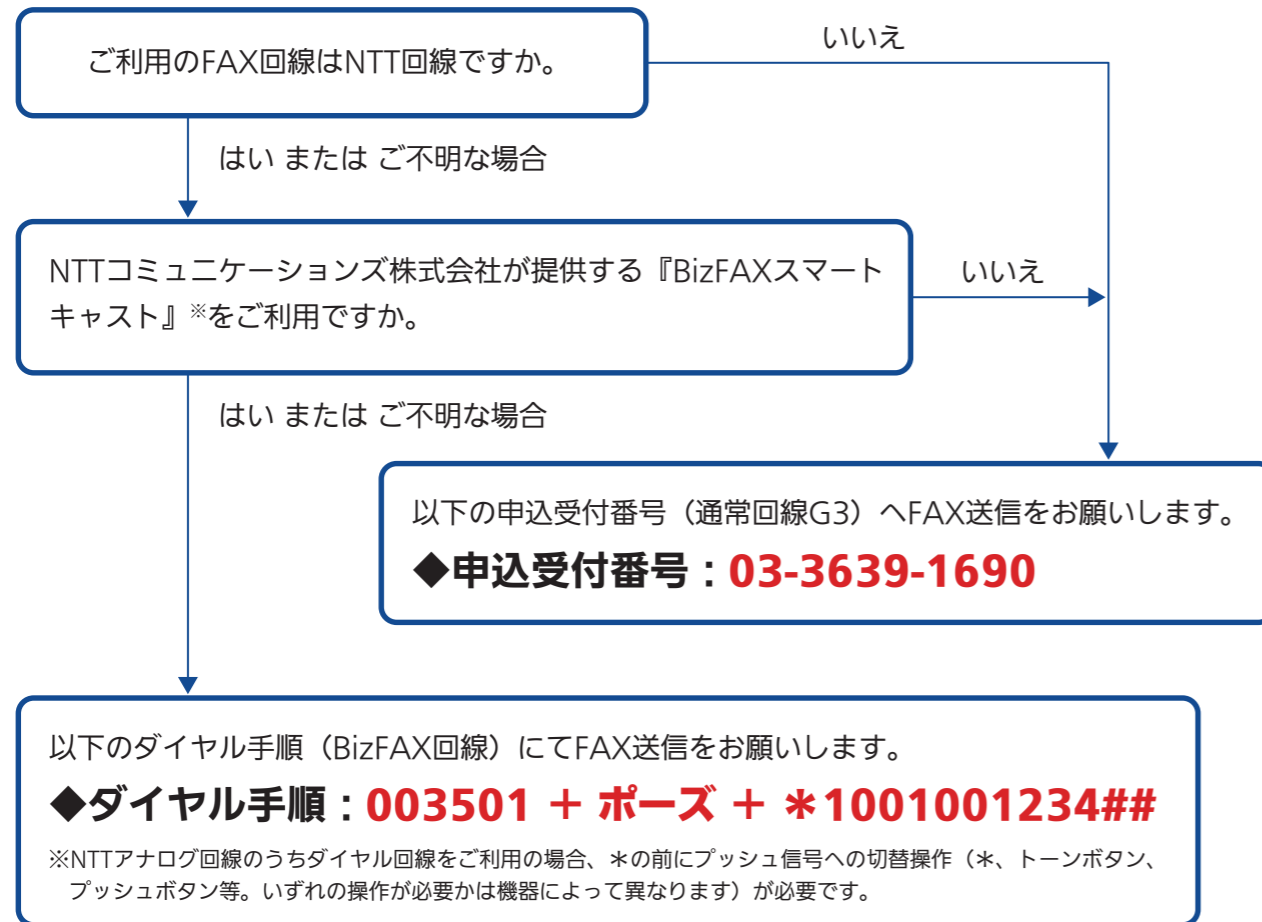 ご利用のFAX回線はNTT回線ですか。
いいえ
はい または ご不明な場合
NTTコミュニケーションズ株式会社が提供する『BizFAXスマート
キャスト』※をご利用ですか。
いいえ
はい または ご不明な場合
以下の申込受付番号（通常回線G3）へFAX送信をお願いします。
◆申込受付番号：03-3639-1690
以下のダイヤル手順（BizFAX回線）にてFAX送信をお願いします。
◆ダイヤル手順：003501 ＋ ポーズ ＋ ＊1001001234##
※NTTアナログ回線のうちダイヤル回線をご利用の場合、＊の前にプッシュ信号への切替操作（＊、トーンボタン、
プッシュボタン等。いずれの操作が必要かは機器によって異なります）が必要です。